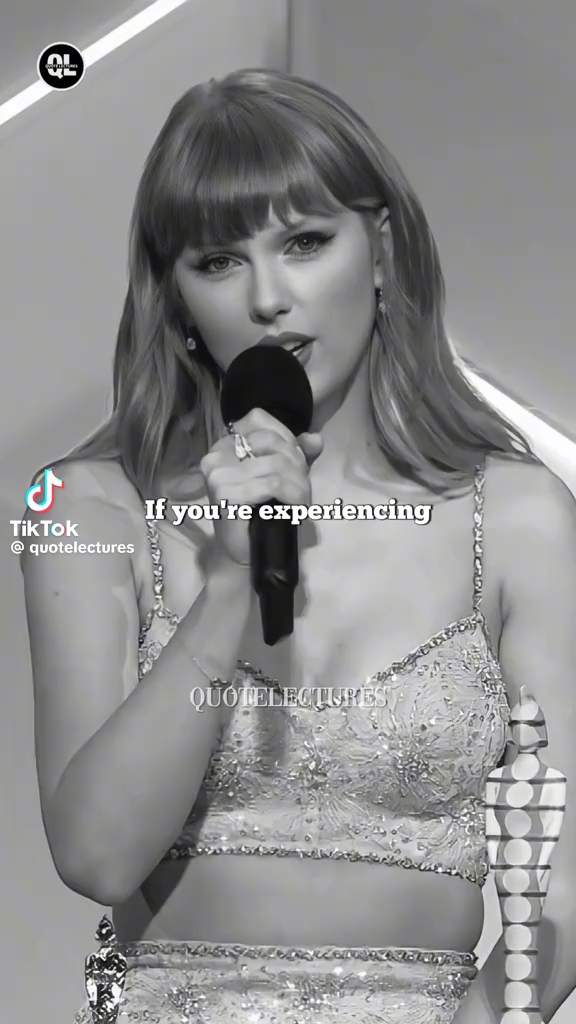 QL
QUOTE LECTURES
If you're experiencing
TikTok
@ quotelectures
QUOTELECTURES